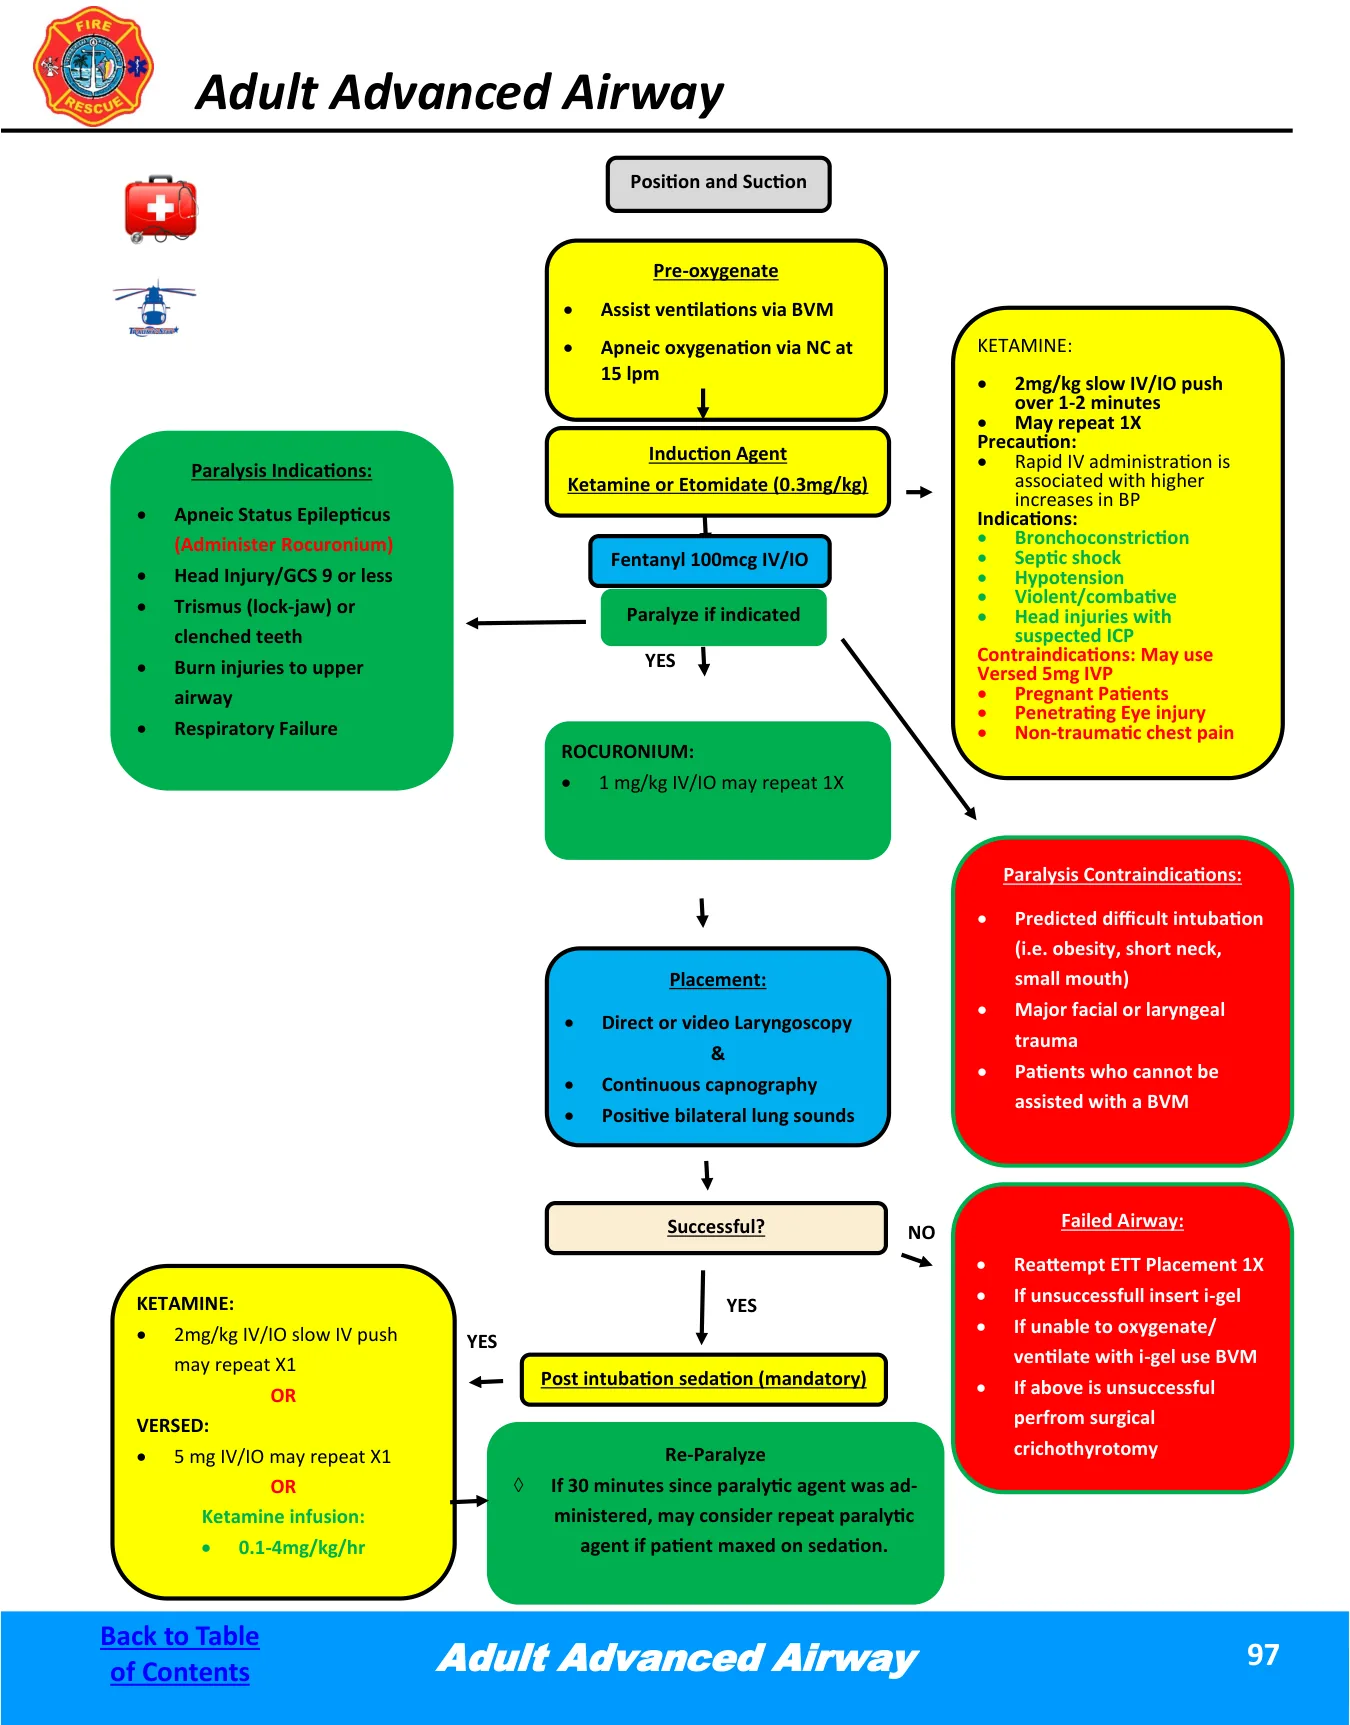 FIRE
RESCUE
Adult Advanced Airway
Position and Suction
Pre-oxygenate
• Assist ventilations via BVM
• Apneic oxygenation via NC at
15 lpm
Induction Agent
Ketamine or Etomidate (0.3mg/kg)
Fentanyl 100mcg IV/IO
Paralyze if indicated
YES
KETAMINE:
• 2mg/kg slow IV/IO push
over 1-2 minutes
• May repeat 1X
Precaution:
• Rapid IV administration is
associated with higher
increases in BP
Indications:
• Bronchoconstriction
• Septic shock
• Hypotension
• Violent/combative
• Head injuries with
suspected ICP
Contraindications: May use
Versed 5mg IVP
• Pregnant Patients
• Penetrating Eye injury
• Non-traumatic chest pain
Paralysis Indications:
• Apneic Status Epilepticus
(Administer Rocuronium)
• Head Injury/GCS 9 or less
• Trismus (lock-jaw) or
clenched teeth
• Burn injuries to upper
airway
• Respiratory Failure
ROCURONIUM:
• 1 mg/kg IV/IO may repeat 1X
Paralysis Contraindications:
• Predicted difficult intubation
(i.e. obesity, short neck,
small mouth)
• Major facial or laryngeal
trauma
• Patients who cannot be
assisted with a BVM
Placement:
• Direct or video Laryngoscopy
&
• Continuous capnography
• Positive bilateral lung sounds
Successful?
NO
YES
Failed Airway:
• Reattempt ETT Placement 1X
• If unsuccessfull insert i-gel
• If unable to oxygenate/
ventilate with i-gel use BVM
• If above is unsuccessful
perfrom surgical
crichothyrotomy
Post intubation sedation (mandatory)
YES
KETAMINE:
• 2mg/kg IV/IO slow IV push
may repeat X1
OR
VERSED:
• 5 mg IV/IO may repeat X1
OR
Ketamine infusion:
• 0.1-4mg/kg/hr
Re-Paralyze
◊ If 30 minutes since paralytic agent was ad-
ministered, may consider repeat paralytic
agent if patient maxed on sedation.
Back to Table
of Contents
Adult Advanced Airway
97